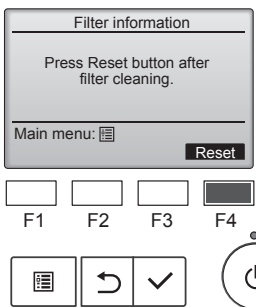 Filter information
Press Reset button after
filter cleaning.
Main menu:
Reset
F1 F2 F3 F4